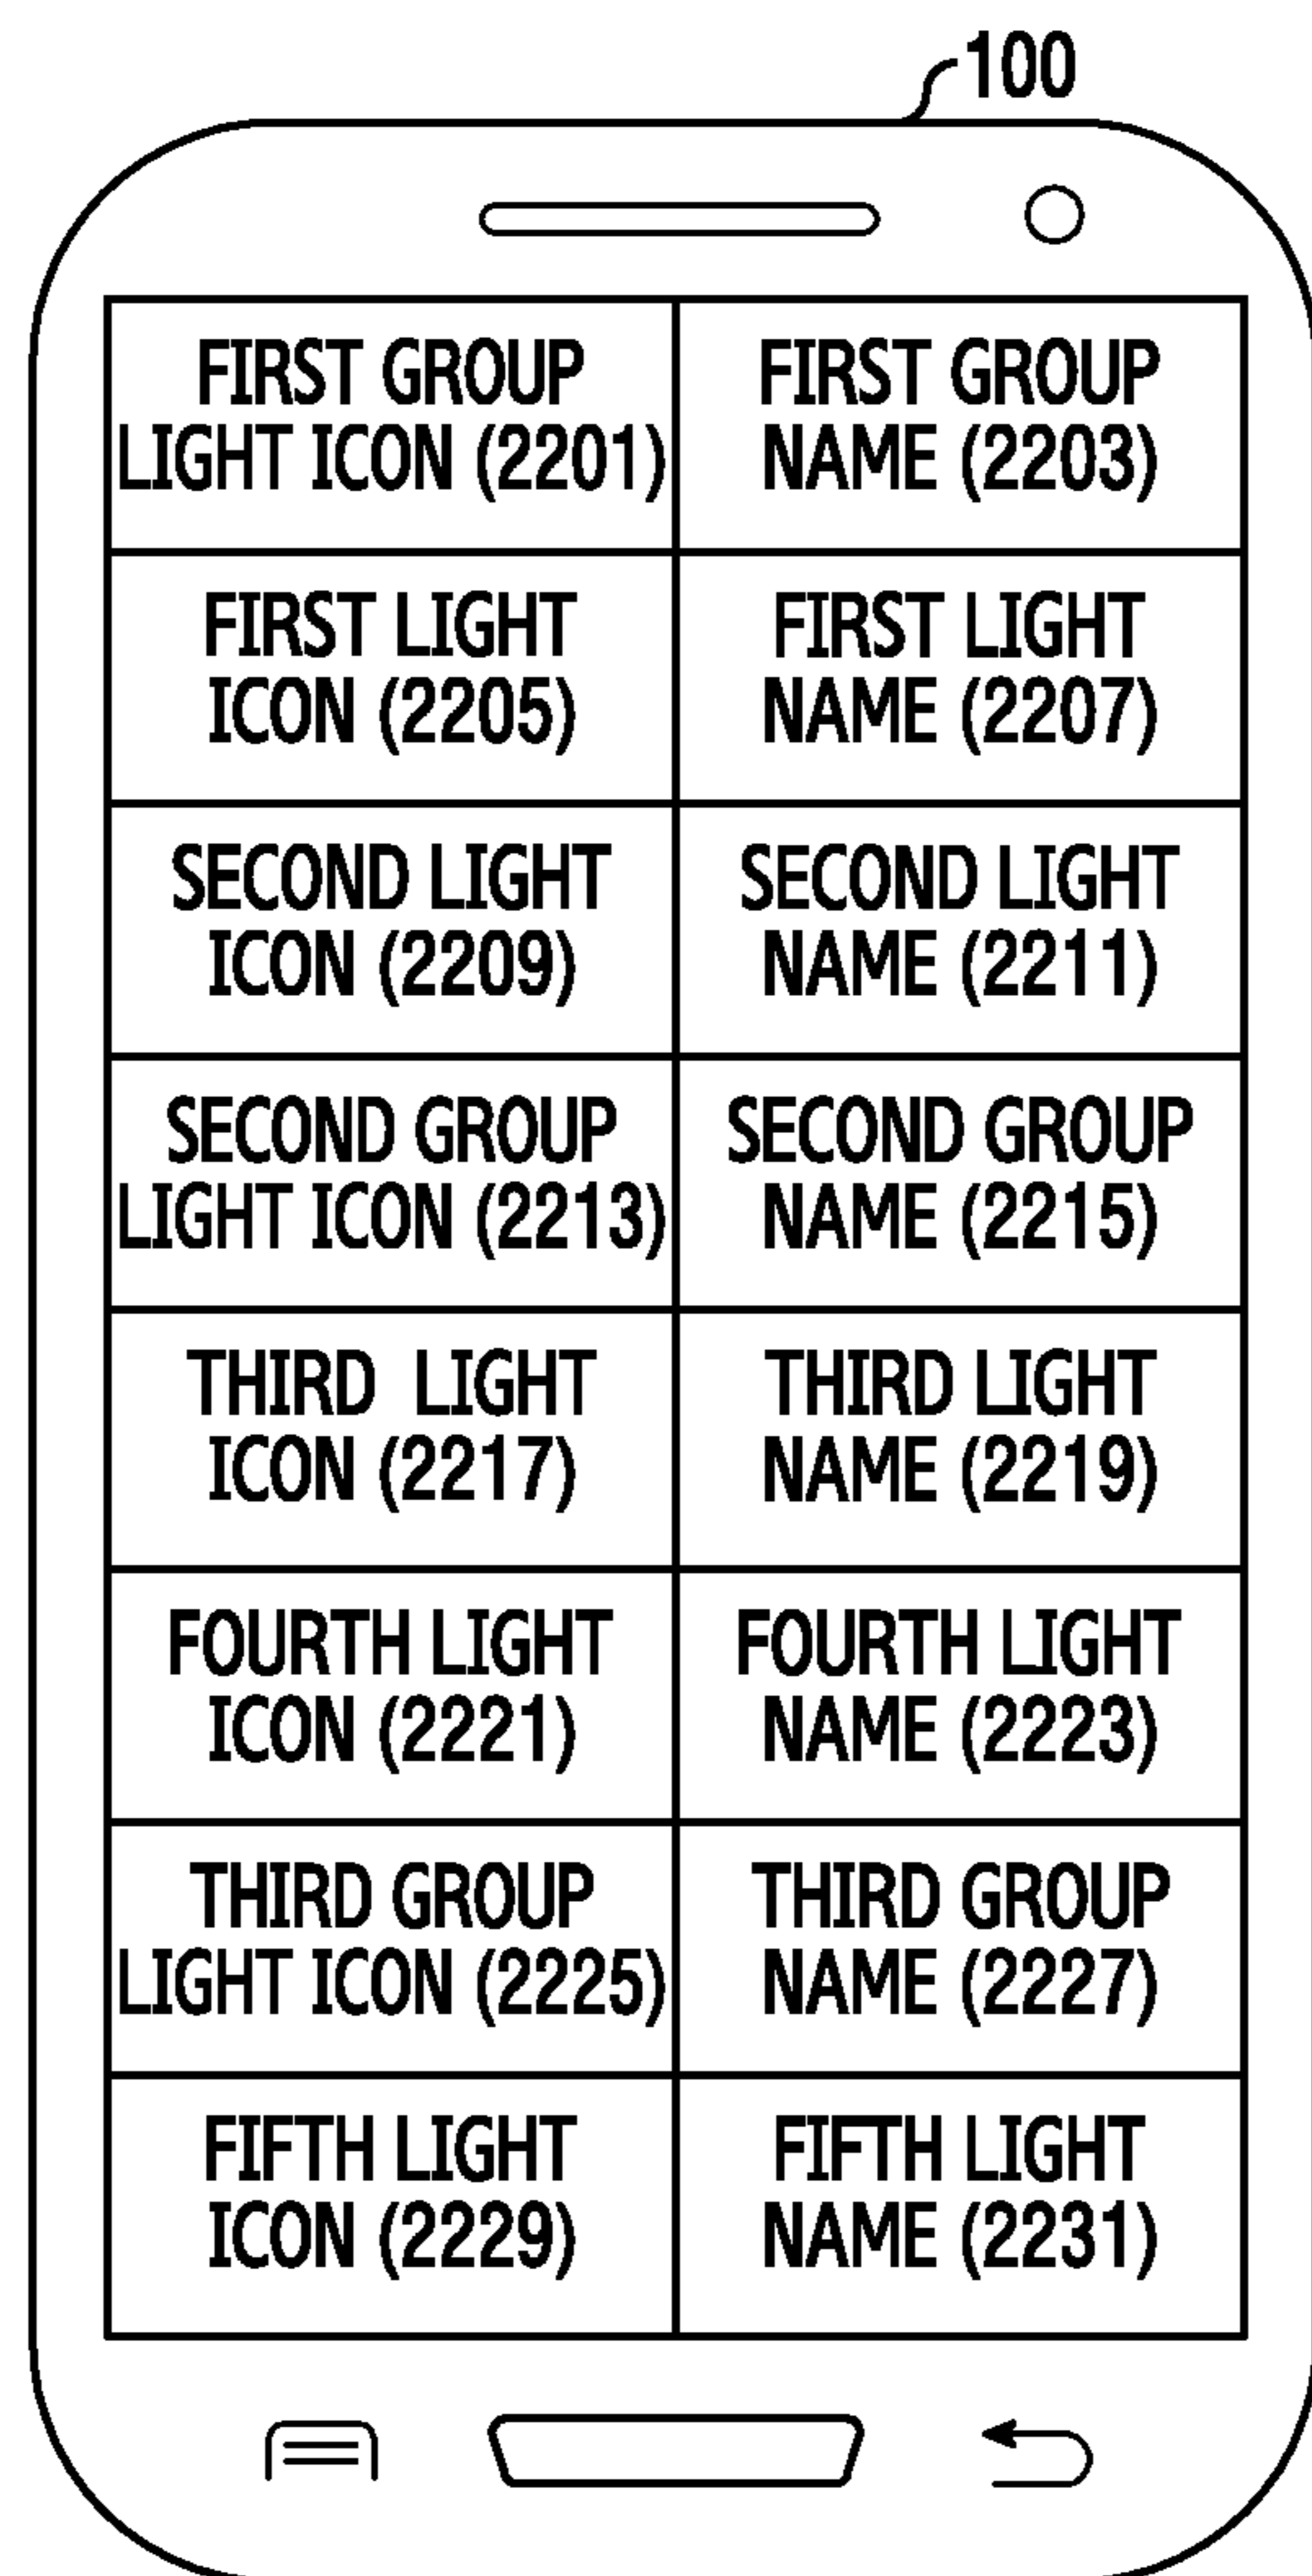 100
FIRST GROUP
LIGHT ICON (2201)
FIRST GROUP
NAME (2203)
FIRST LIGHT
ICON (2205)
FIRST LIGHT
NAME (2207)
SECOND LIGHT
ICON (2209)
SECOND LIGHT
NAME (2211)
SECOND GROUP
LIGHT ICON (2213)
SECOND GROUP
NAME (2215)
THIRD LIGHT
ICON (2217)
THIRD LIGHT
NAME (2219)
FOURTH LIGHT
ICON (2221)
FOURTH LIGHT
NAME (2223)
THIRD GROUP
LIGHT ICON (2225)
THIRD GROUP
NAME (2227)
FIFTH LIGHT
ICON (2229)
FIFTH LIGHT
NAME (2231)